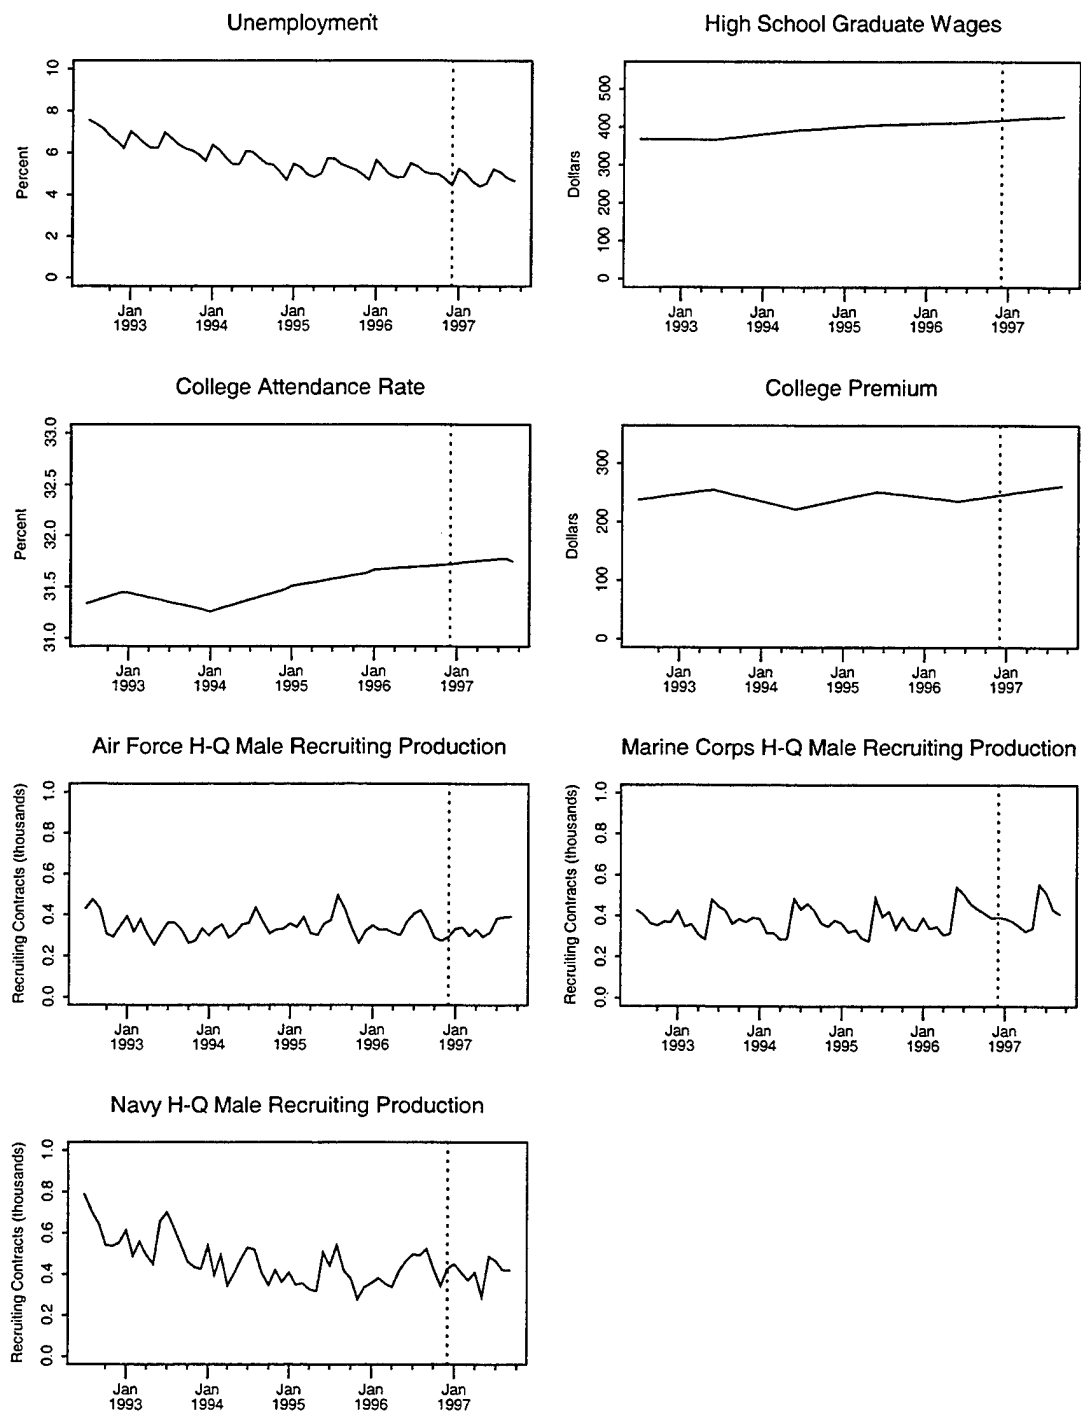 Unemployment
Percent
10
8
6
4
2
0
Jan Jan Jan Jan Jan
1993 1994 1995 1996 1997
High School Graduate Wages
Dollars
500
400
300
200
100
0
Jan Jan Jan Jan Jan
1993 1994 1995 1996 1997
College Attendance Rate
Percent
33.0
32.5
32.0
31.5
31.0
Jan Jan Jan Jan Jan
1993 1994 1995 1996 1997
College Premium
Dollars
300
200
100
0
Jan Jan Jan Jan Jan
1993 1994 1995 1996 1997
Air Force H-Q Male Recruiting Production
Recruiting Contracts (thousands)
1.0
0.8
0.6
0.4
0.2
0.0
Jan Jan Jan Jan Jan
1993 1994 1995 1996 1997
Marine Corps H-Q Male Recruiting Production
Recruiting Contracts (thousands)
1.0
0.8
0.6
0.4
0.2
0.0
Jan Jan Jan Jan Jan
1993 1994 1995 1996 1997
Navy H-Q Male Recruiting Production
Recruiting Contracts (thousands)
1.0
0.8
0.6
0.4
0.2
0.0
Jan Jan Jan Jan Jan
1993 1994 1995 1996 1997